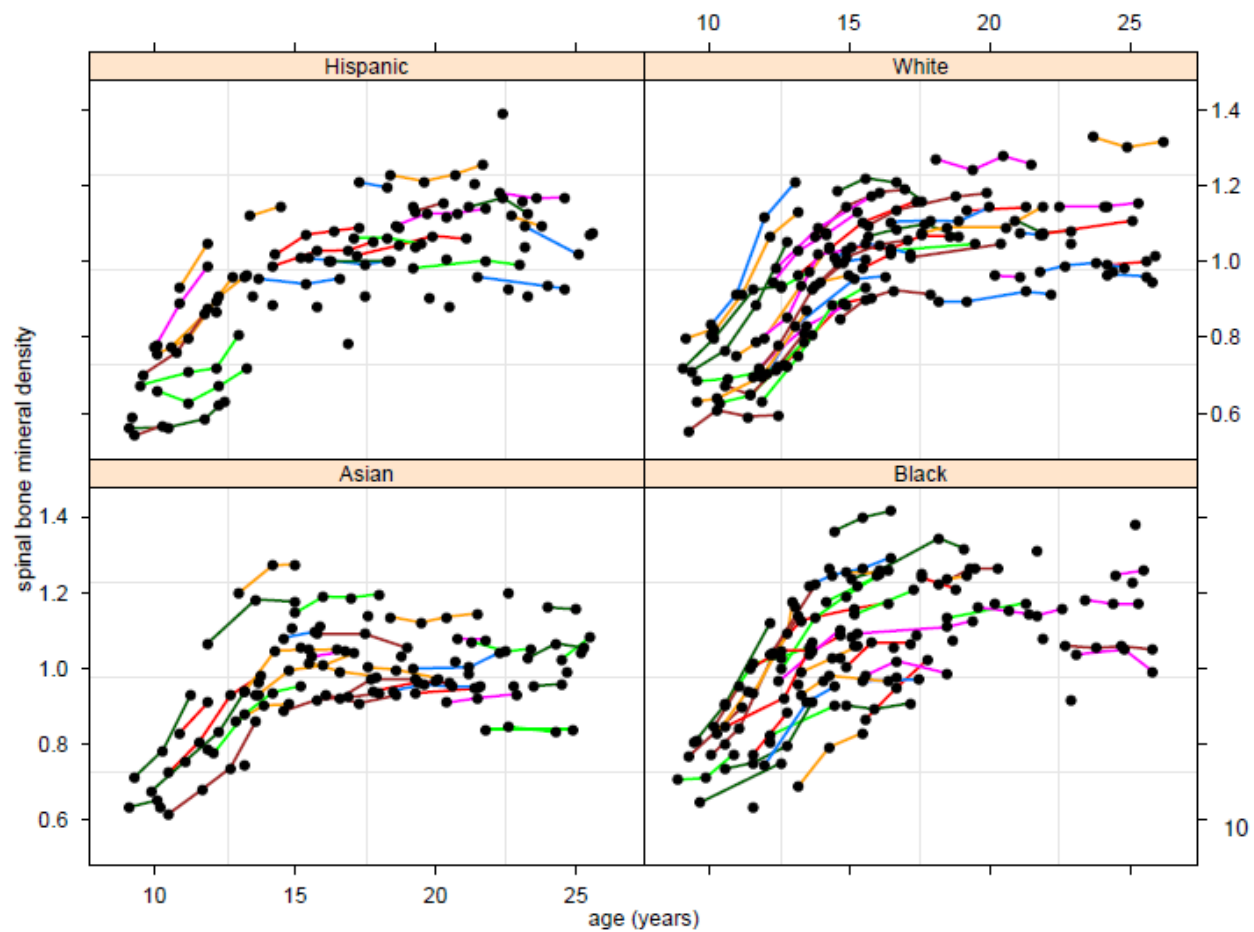 10 15 20 25
Hispanic White
1.4
1.2
1.0
0.8
0.6
Asian Black
spinal bone mineral density
1.4
1.2
1.0
0.8
0.6
10
10 15 20 25
age (years)